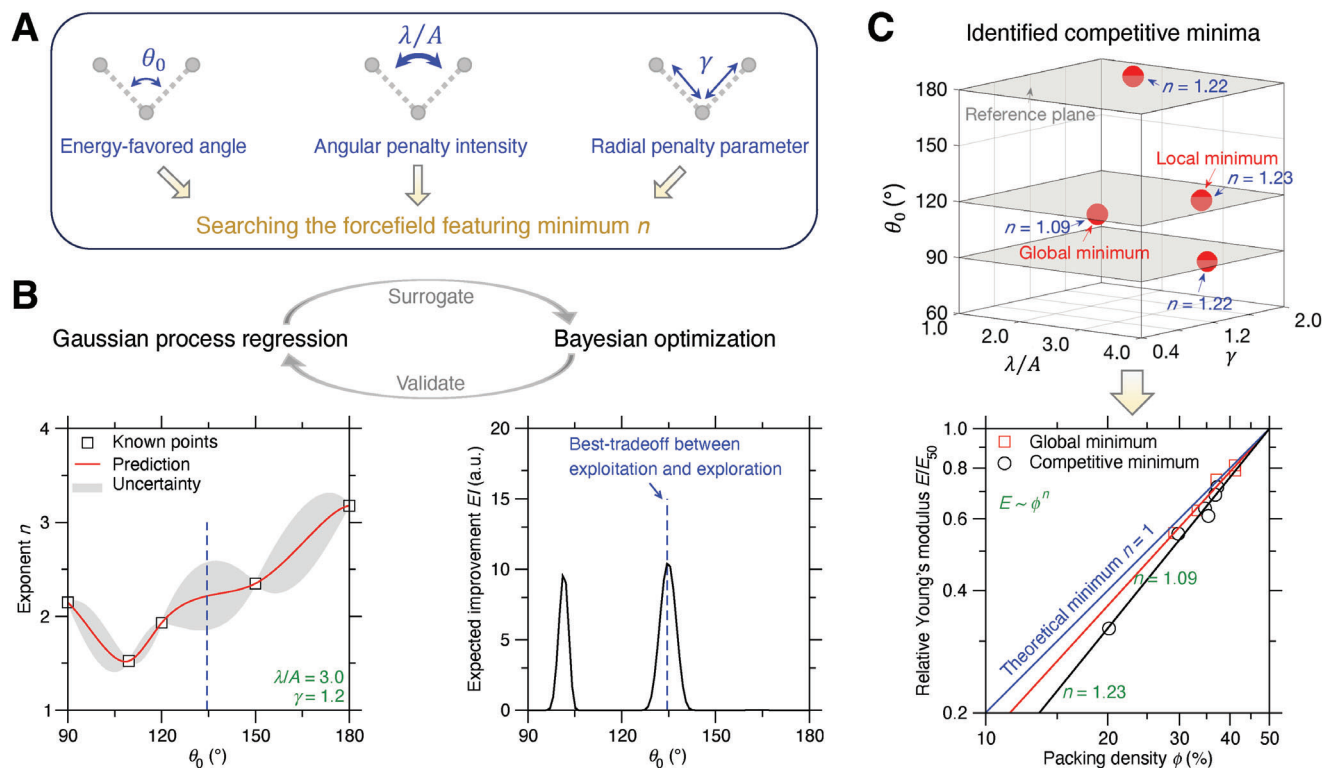 A
θ0
λ/A
γ
Energy-favored angle
Angular penalty intensity
Radial penalty parameter
Searching the forcefield featuring minimum n
B
Surrogate
Gaussian process regression
Bayesian optimization
Validate
4
3
2
1
Exponent n
Known points
Prediction
Uncertainty
λ/A = 3.0
γ = 1.2
90
120
150
180
θ0 (°)
20
15
10
5
0
Expected improvement EI (a.u.)
Best-tradeoff between
exploitation and exploration
90
120
150
180
θ0 (°)
C
Identified competitive minima
180
150
120
90
60
θ0 (°)
n = 1.22
Reference plane
Local minimum
n = 1.23
n = 1.09
Global minimum
n = 1.22
1.0
2.0
3.0
4.0
λ/A
0.4
1.2
2.0
γ
1.0
0.8
0.6
0.4
0.2
Relative Young's modulus E/E50
Global minimum
Competitive minimum
E ~ ϕn
Theoretical minimum n = 1
n = 1.09
n = 1.23
10
20
30
40
50
Packing density ϕ (%)